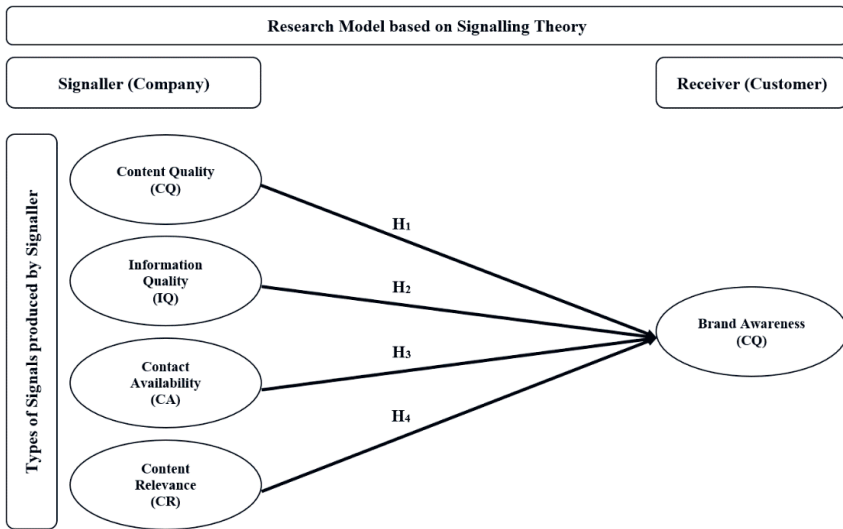 Research Model based on Signalling Theory
Signaller (Company)
Receiver (Customer)
Types of Signals produced by Signaller
Content Quality
(CQ)
H₁
Information
Quality
(IQ)
H₂
Brand Awareness
(CQ)
Contact
Availability
(CA)
H₃
Content
Relevance
(CR)
H₄